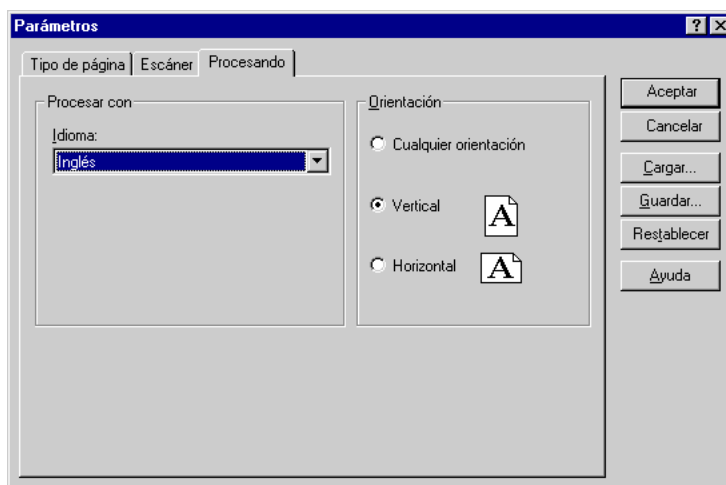 Parámetros
Tipo de página Escáner Procesando
Procesar con
Idioma:
Inglés
Orientación
Cualquier orientación
Vertical
A
Horizontal
A
Aceptar
Cancelar
Cargar...
Guardar...
Restablecer
Ayuda